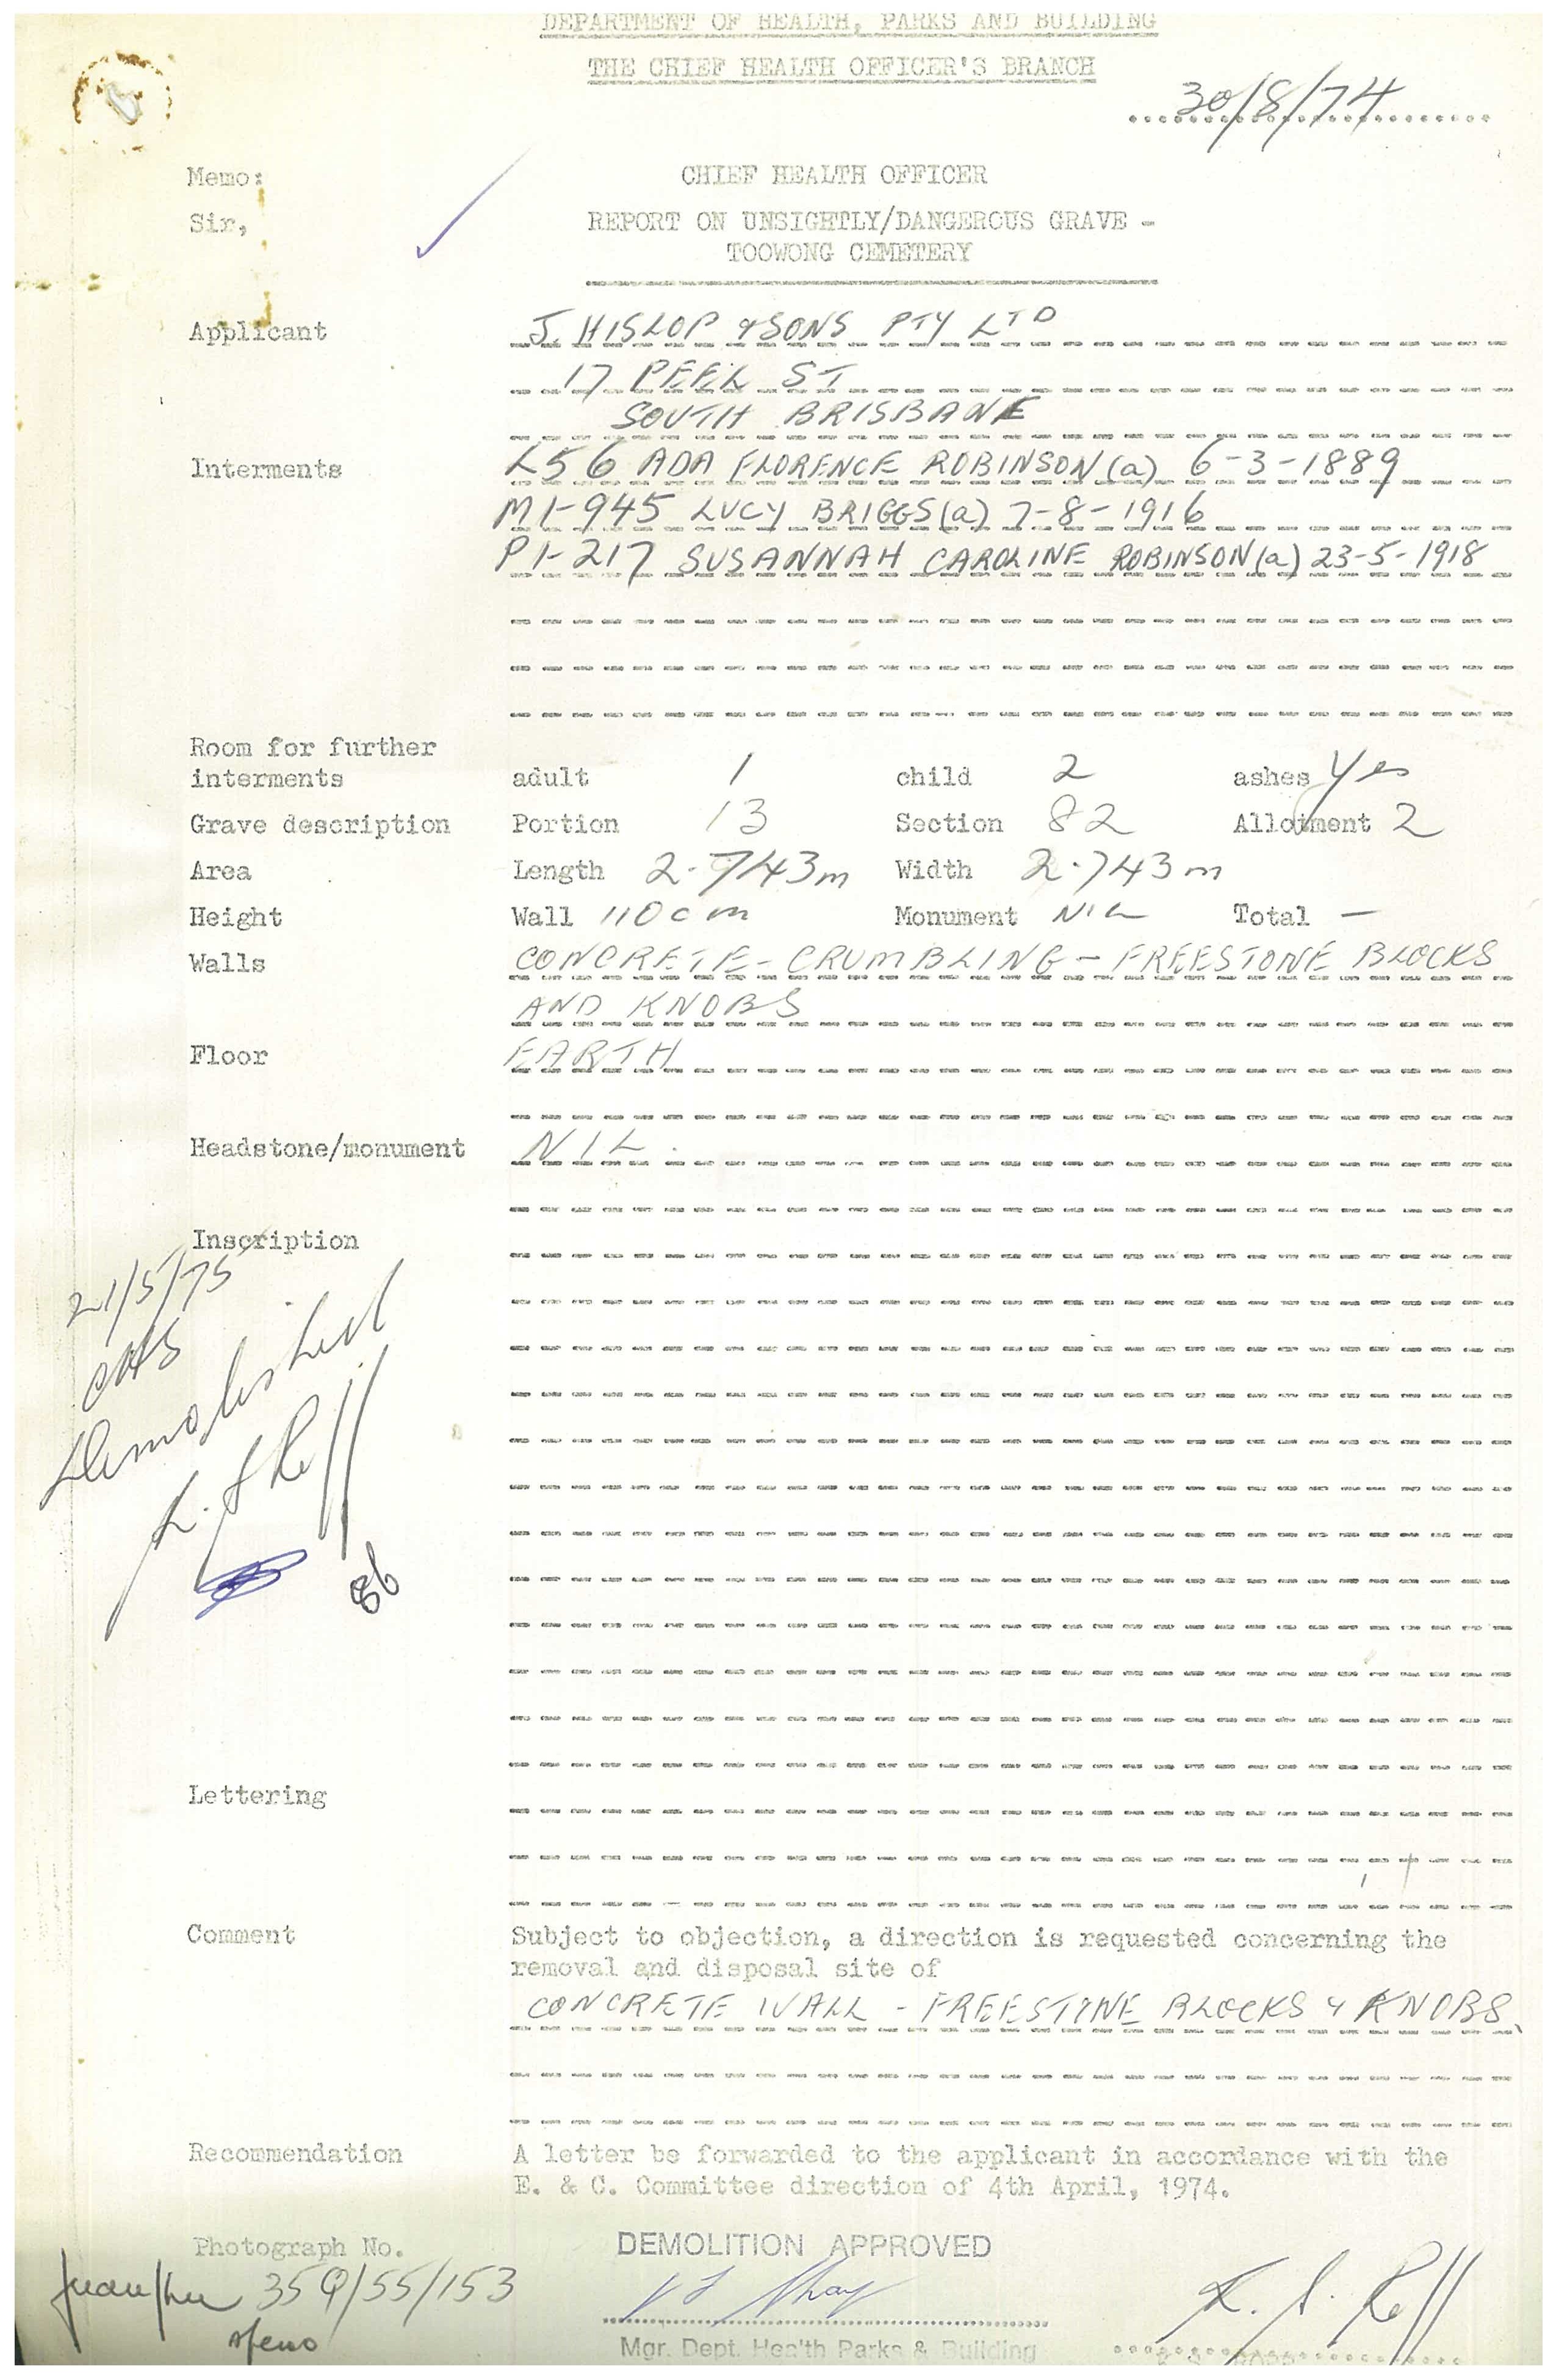 DEPARTMENT OF HEALTH, PARKS AND BUILDING
THE CHIEF HEALTH OFFICER'S BRANCH
30/8/74
Memo: CHIEF HEALTH OFFICER
Sir, REPORT ON UNSIGHTLY/DANGEROUS GRAVE -
TOOWONG CEMETERY
Applicant J. HISLOP & SONS PTY LTD
17 PEEL ST
SOUTH BRISBANE
Interments L56 ADA FLORENCE ROBINSON (a) 6-3-1889
M1-945 LUCY BRIGGS (a) 7-8-1916
P1-217 SUSANNAH CAROLINE ROBINSON (a) 23-5-1918
Room for further
interments adult 1 child 2 ashes Yes
Grave description Portion 13 Section 82 Allotment 2
Area Length 2.743m Width 2.743m
Height Wall 110cm Monument NIL Total —
Walls CONCRETE - CRUMBLING - FREESTONE BLOCKS
AND KNOBS
Floor EARTH
Headstone/monument NIL.
Inscription
21/5/75
Demolished
86
Lettering
Comment Subject to objection, a direction is requested concerning the
removal and disposal site of
CONCRETE WALL - FREESTONE BLOCKS & KNOBS.
Recommendation A letter be forwarded to the applicant in accordance with the
E. & C. Committee direction of 4th April, 1974.
Photograph No. DEMOLITION APPROVED
35Q/55/153
Steno
Mgr. Dept. Health Parks & Building